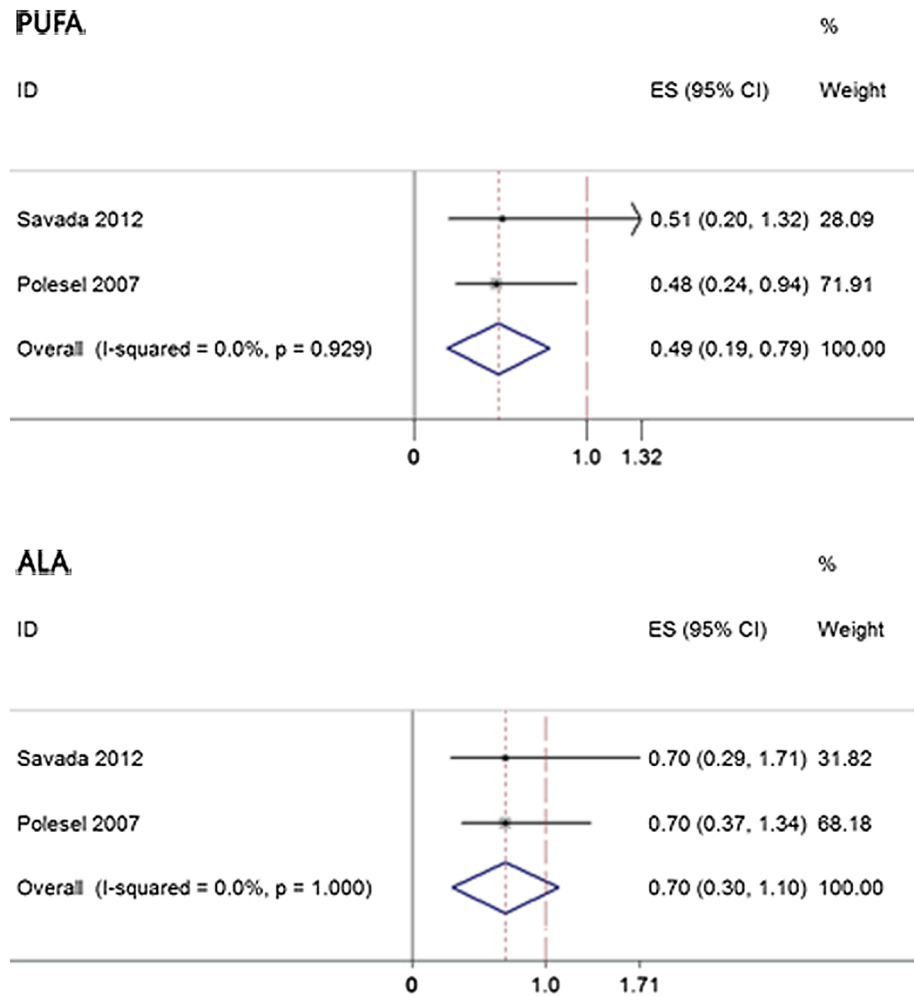 PUFA %
ID ES (95% CI) Weight
Savada 2012 0.51 (0.20, 1.32) 28.09
Polesel 2007 0.48 (0.24, 0.94) 71.91
Overall (I-squared = 0.0%, p = 0.929) 0.49 (0.19, 0.79) 100.00
0 1.0 1.32
ALA %
ID ES (95% CI) Weight
Savada 2012 0.70 (0.29, 1.71) 31.82
Polesel 2007 0.70 (0.37, 1.34) 68.18
Overall (I-squared = 0.0%, p = 1.000) 0.70 (0.30, 1.10) 100.00
0 1.0 1.71